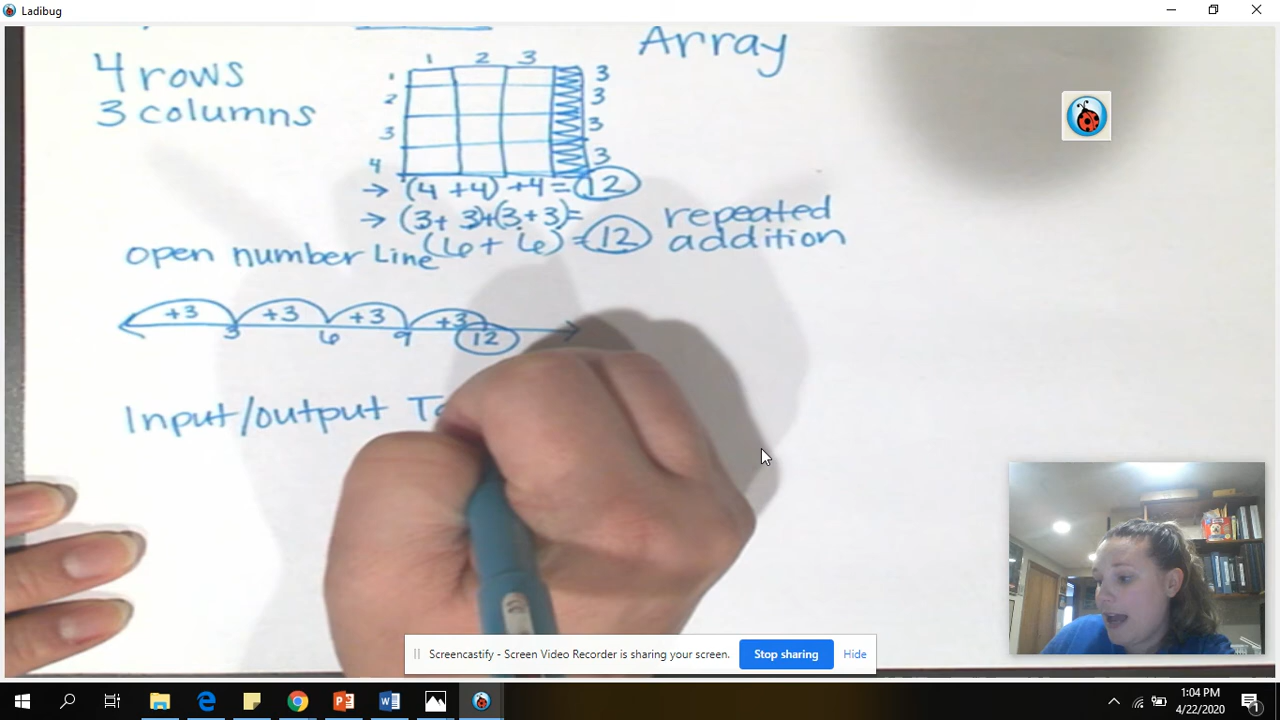 Ladibug
Array
4 rows
3 columns
1 2 3
1 3
2 3
3 3
4 3
→ (4 + 4) + 4 = 12
→ (3 + 3) + (3 + 3) =
(6 + 6) = 12
repeated
addition
open number Line
+3 +3 +3 +3
3 6 9 12
Input/output
Screencastify - Screen Video Recorder is sharing your screen.
Stop sharing
Hide
1:04 PM
4/22/2020